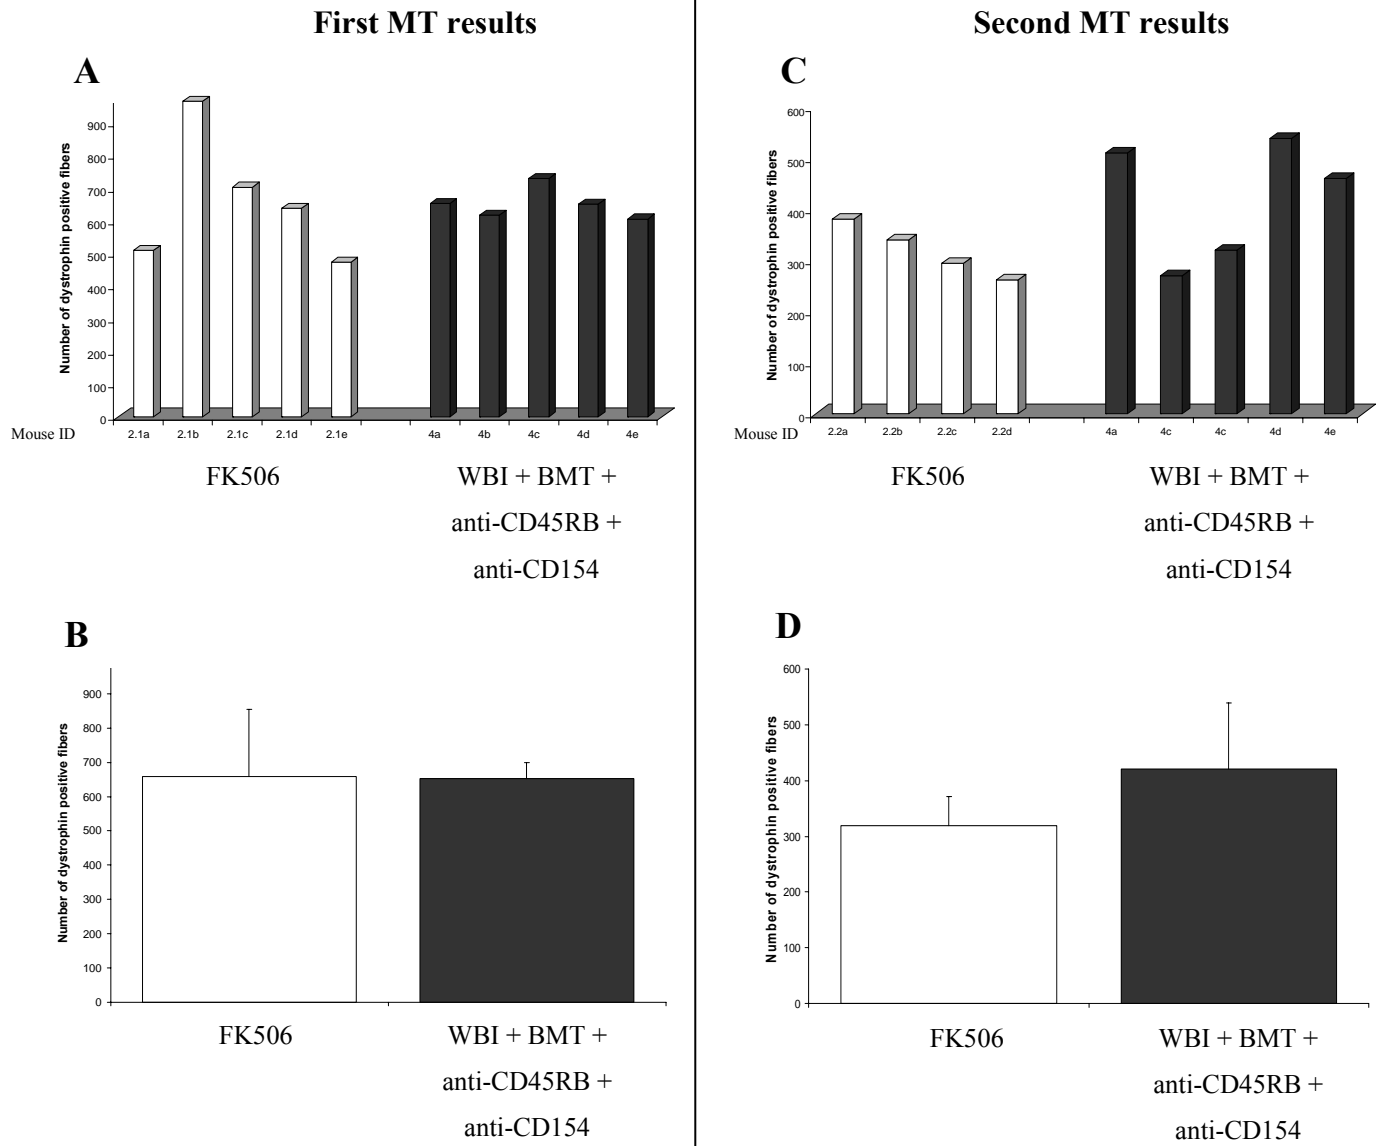 First MT results
A
Number of dystrophin positive fibers
900
800
700
600
500
400
300
200
100
0
Mouse ID
2.1a 2.1b 2.1c 2.1d 2.1e 4a 4b 4c 4d 4e
FK506
WBI + BMT +
anti-CD45RB +
anti-CD154
B
Number of dystrophin positive fibers
900
800
700
600
500
400
300
200
100
0
FK506
WBI + BMT +
anti-CD45RB +
anti-CD154
Second MT results
C
Number of dystrophin positive fibers
600
500
400
300
200
100
0
Mouse ID
2.2a 2.2b 2.2c 2.2d 4a 4c 4c 4d 4e
FK506
WBI + BMT +
anti-CD45RB +
anti-CD154
D
Number of dystrophin positive fibers
600
500
400
300
200
100
0
FK506
WBI + BMT +
anti-CD45RB +
anti-CD154